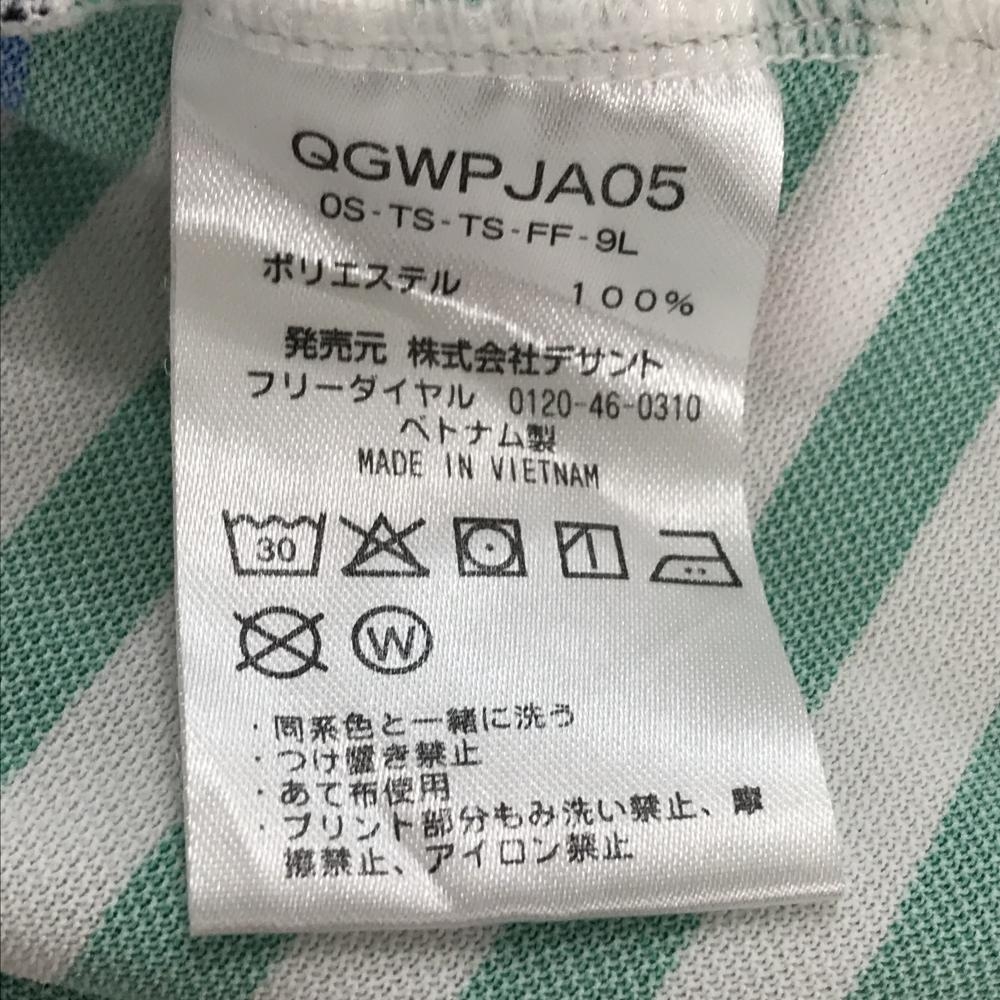 QGWPJA05
OS-TS-TS-FF-9L
ポリエステル 100%
発売元 株式会社デサント
フリーダイヤル 0120-46-0310
ベトナム製
MADE IN VIETNAM
30
W
・同系色と一緒に洗う
・つけ置き禁止
・あて布使用
・プリント部分もみ洗い禁止、摩
擦禁止、アイロン禁止